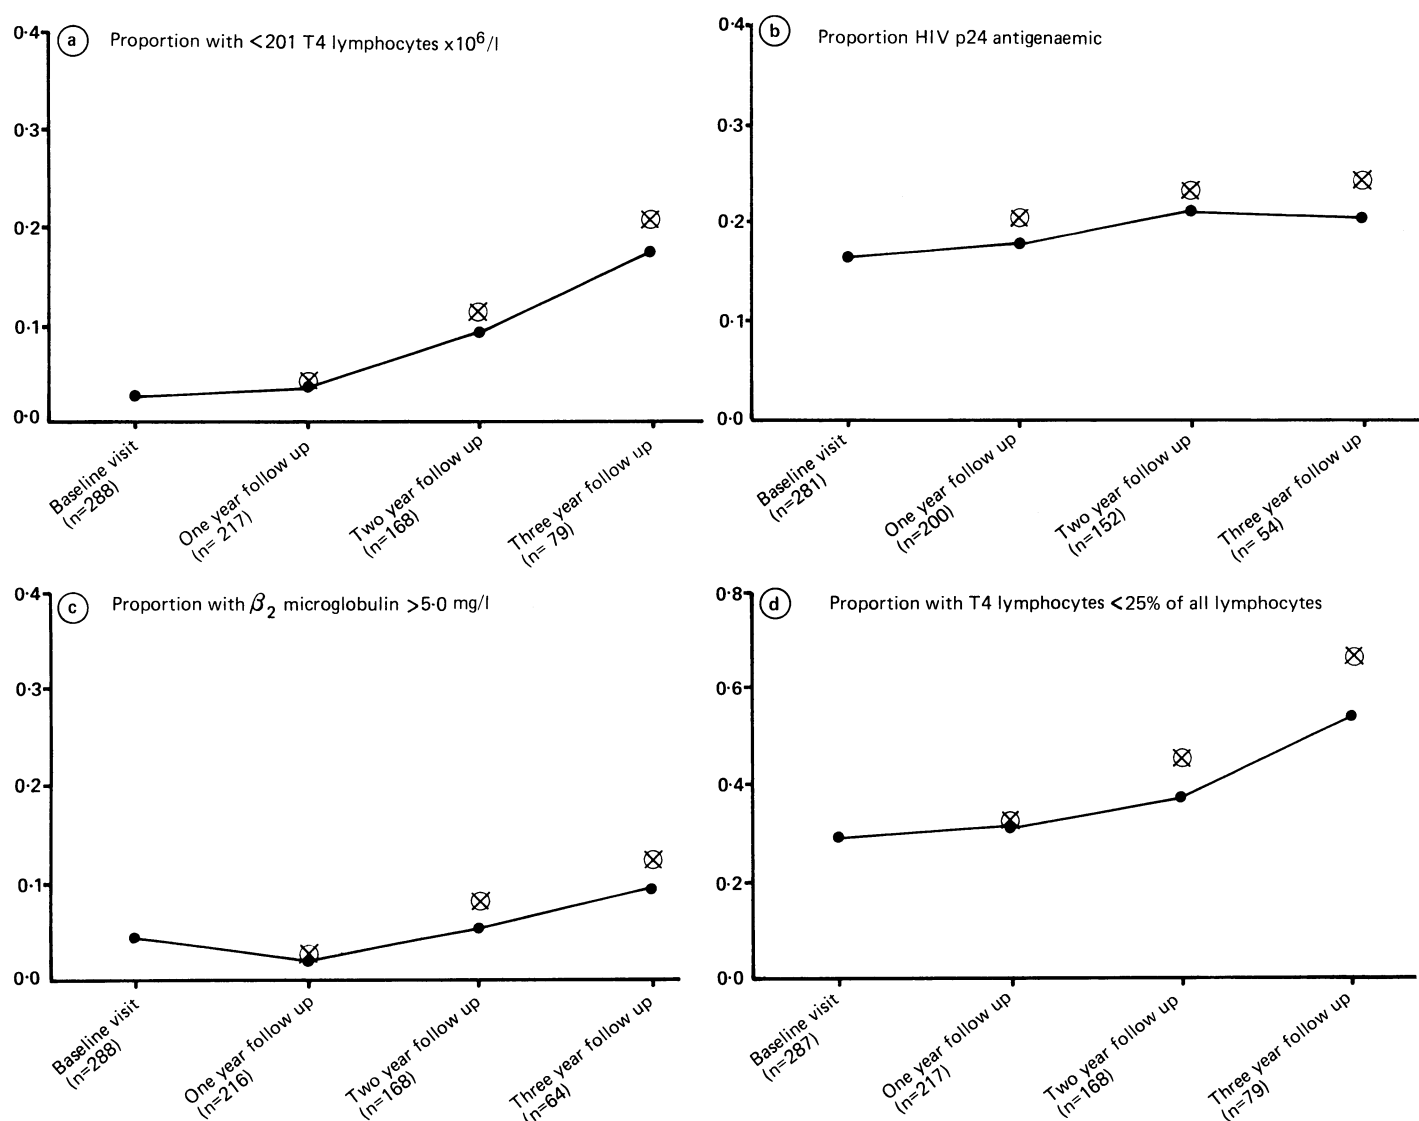 a Proportion with <201 T4 lymphocytes x10⁶/l
0·4
0·3
0·2
0·1
0·0
Baseline visit
(n=288)
One year follow up
(n= 217)
Two year follow up
(n=168)
Three year follow up
(n= 79)
b Proportion HIV p24 antigenaemic
0·4
0·3
0·2
0·1
0·0
Baseline visit
(n=281)
One year follow up
(n=200)
Two year follow up
(n=152)
Three year follow up
(n= 54)
c Proportion with β₂ microglobulin >5·0 mg/l
0·4
0·3
0·2
0·1
0·0
Baseline visit
(n=288)
One year follow up
(n=216)
Two year follow up
(n=168)
Three year follow up
(n=64)
d Proportion with T4 lymphocytes <25% of all lymphocytes
0·8
0·6
0·4
0·2
0·0
Baseline visit
(n=287)
One year follow up
(n=217)
Two year follow up
(n=168)
Three year follow up
(n=79)